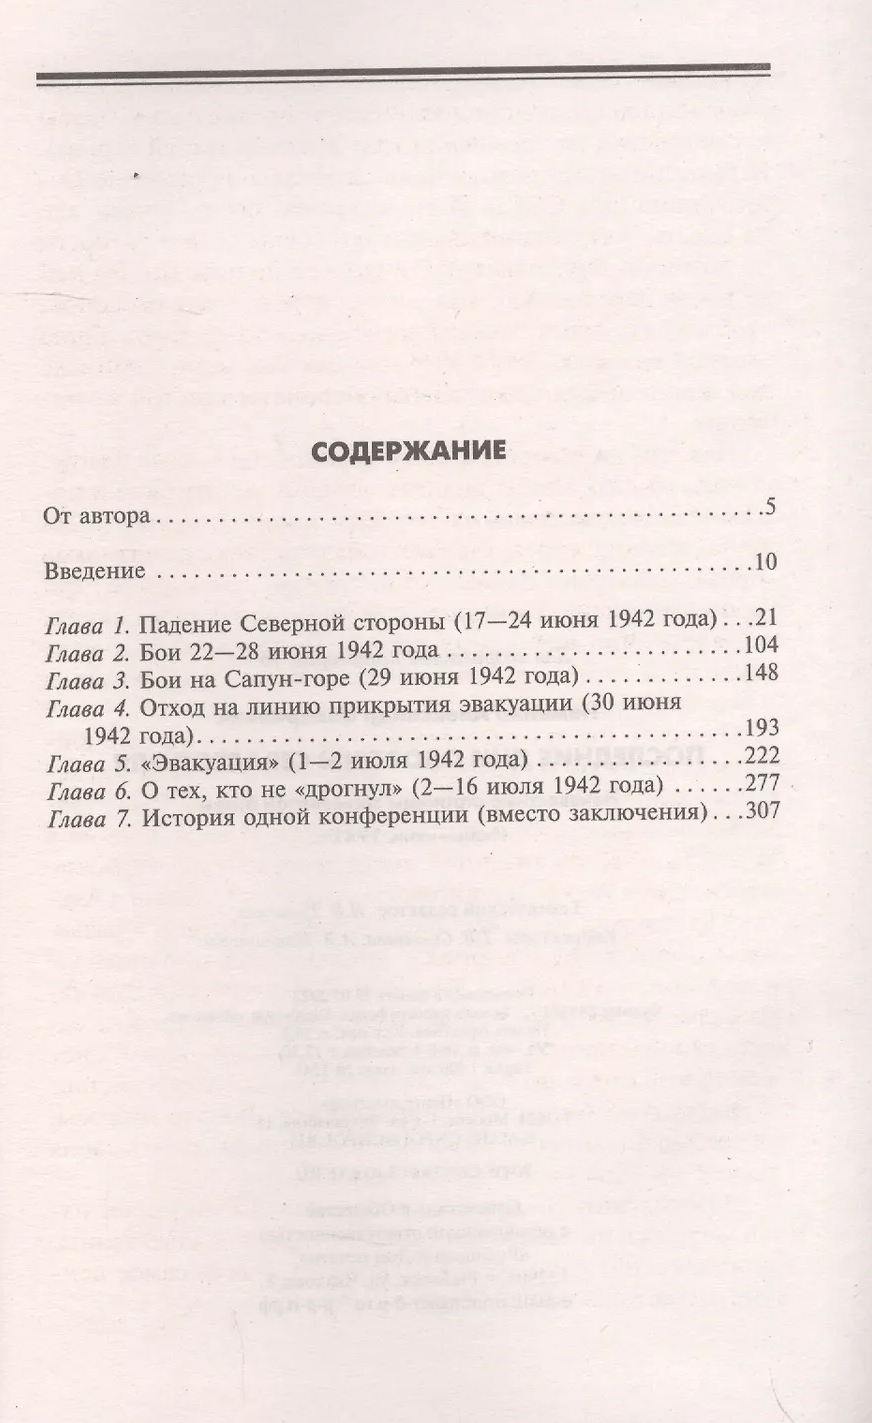 СОДЕРЖАНИЕ
От автора . . . . . . . . . . . . . . . . . . . . . . . . . . . . . . . . . . . . . . . . . . . . . . . . . .5
Введение . . . . . . . . . . . . . . . . . . . . . . . . . . . . . . . . . . . . . . . . . . . . . . . . .10
Глава 1. Падение Северной стороны (17—24 июня 1942 года) . . .21
Глава 2. Бои 22—28 июня 1942 года . . . . . . . . . . . . . . . . . . . . . . . .104
Глава 3. Бои на Сапун-горе (29 июня 1942 года) . . . . . . . . . . . . .148
Глава 4. Отход на линию прикрытия эвакуации (30 июня
1942 года). . . . . . . . . . . . . . . . . . . . . . . . . . . . . . . . . . . . . . . . . . . . .193
Глава 5. «Эвакуация» (1—2 июля 1942 года) . . . . . . . . . . . . . . . . .222
Глава 6. О тех, кто не «дрогнул» (2—16 июля 1942 года) . . . . . .277
Глава 7. История одной конференции (вместо заключения). . .307